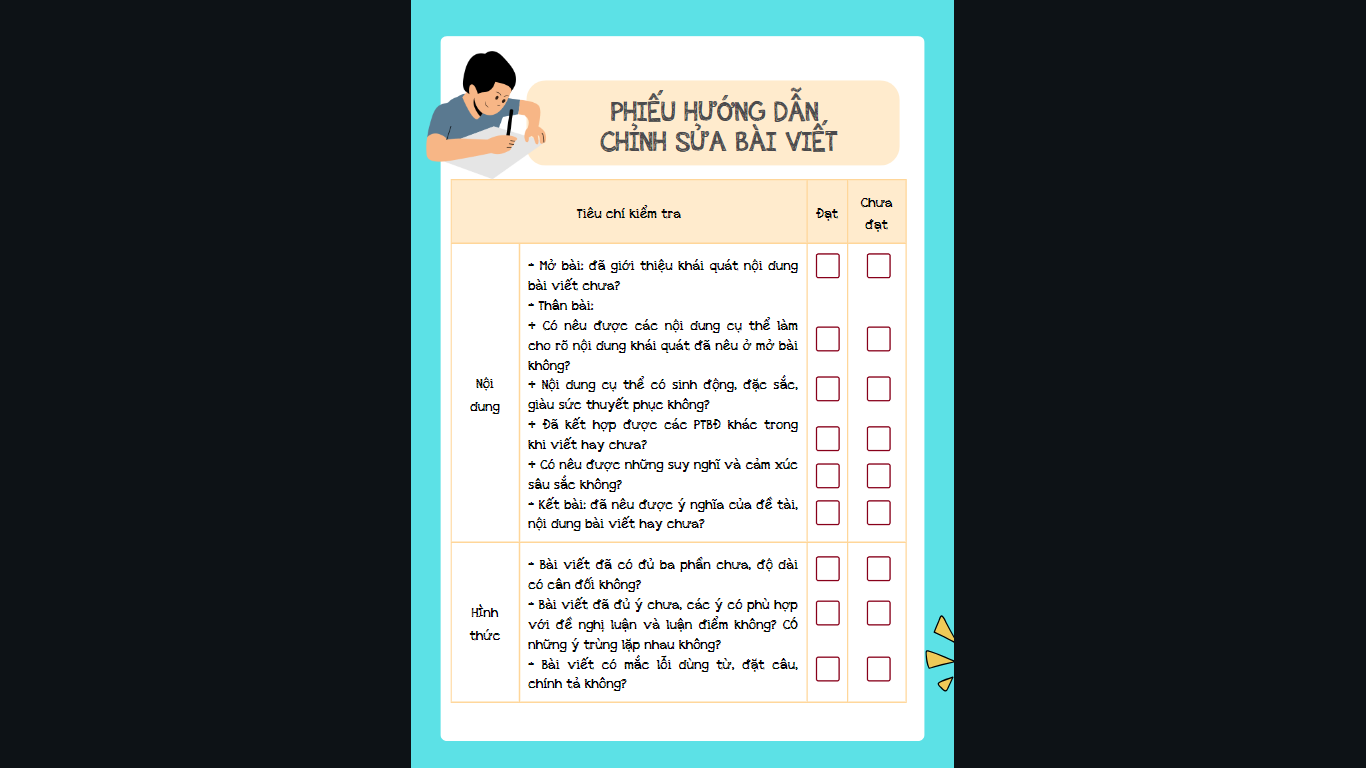 PHIẾU HƯỚNG DẪN
CHỈNH SỬA BÀI VIẾT
Tiêu chí kiểm tra
Đạt
Chưa
đạt
Nội
dung
- Mở bài: đã giới thiệu khái quát nội dung
bài viết chưa?
- Thân bài:
+ Có nêu được các nội dung cụ thể làm
cho rõ nội dung khái quát đã nêu ở mở bài
không?
+ Nội dung cụ thể có sinh động, đặc sắc,
giàu sức thuyết phục không?
+ Đã kết hợp được các PTBĐ khác trong
khi viết hay chưa?
+ Có nêu được những suy nghĩ và cảm xúc
sâu sắc không?
- Kết bài: đã nêu được ý nghĩa của đề tài,
nội dung bài viết hay chưa?
Hình
thức
- Bài viết đã có đủ ba phần chưa, độ dài
có cân đối không?
- Bài viết đã đủ ý chưa, các ý có phù hợp
với đề nghị luận và luận điểm không? CÓ
những ý trùng lặp nhau không?
- Bài viết có mắc lỗi dùng từ, đặt câu,
chính tả không?